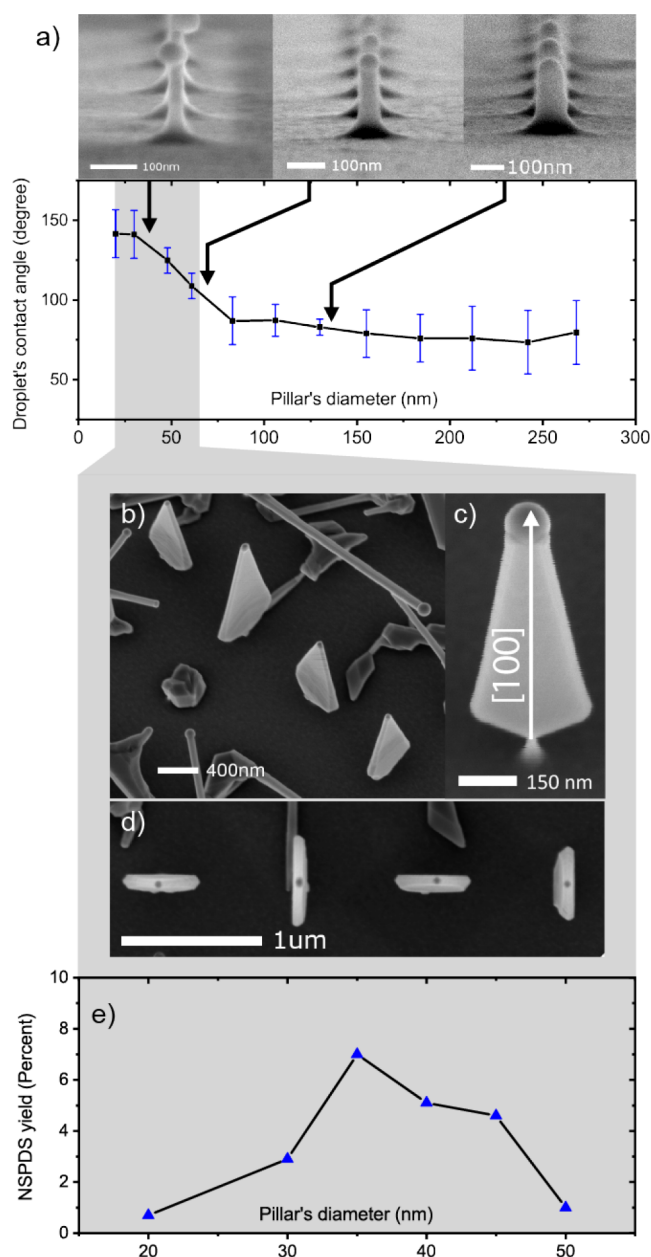 a)
100nm
100nm
100nm
Droplet's contact angle (degree)
150
100
50
Pillar's diameter (nm)
0 50 100 150 200 250 300
b)
400nm
c)
[100]
150 nm
d)
1um
e)
NSPDS yield (Percent)
10
8
6
4
2
0
Pillar's diameter (nm)
20 30 40 50